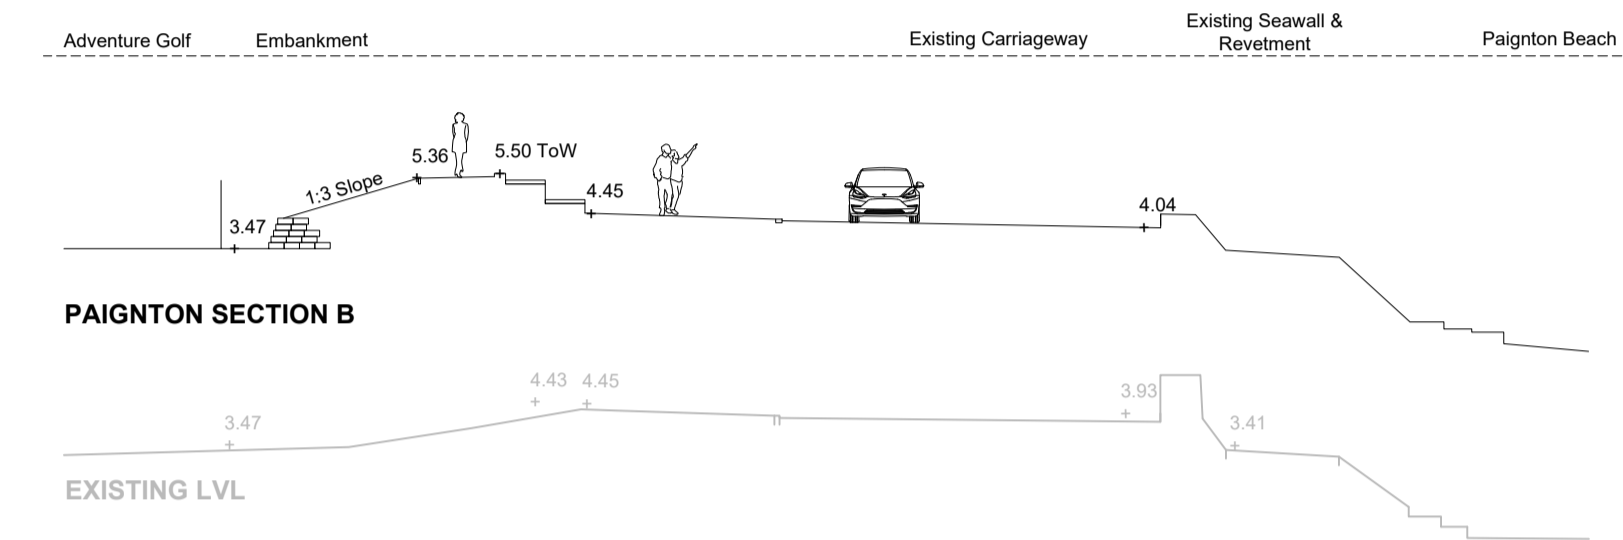 Adventure Golf
Embankment
Existing Carriageway
Existing Seawall &
Revetment
Paignton Beach
5.36
5.50 ToW
1:3 Slope
4.45
4.04
3.47
PAIGNTON SECTION B
4.43
4.45
3.93
3.47
3.41
EXISTING LVL